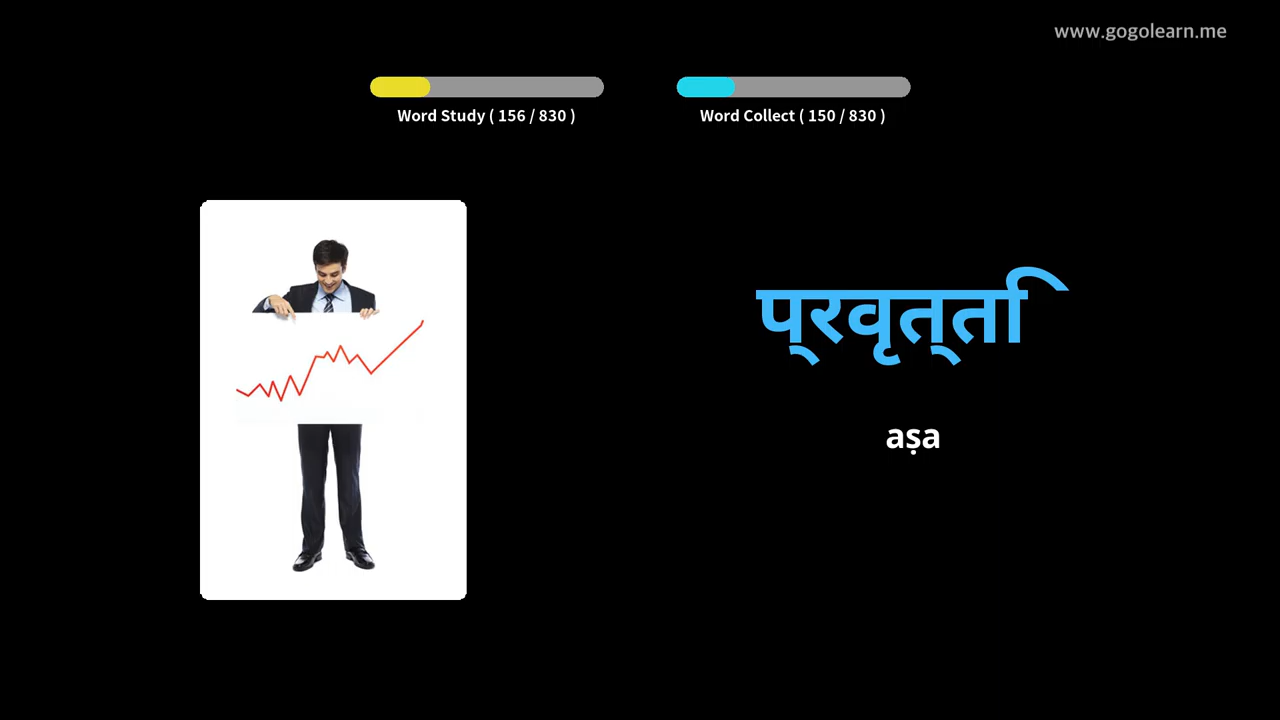 www.gogolearn.me
Word Study ( 156 / 830 )
Word Collect ( 150 / 830 )
प्रवृत्ति
aṣa